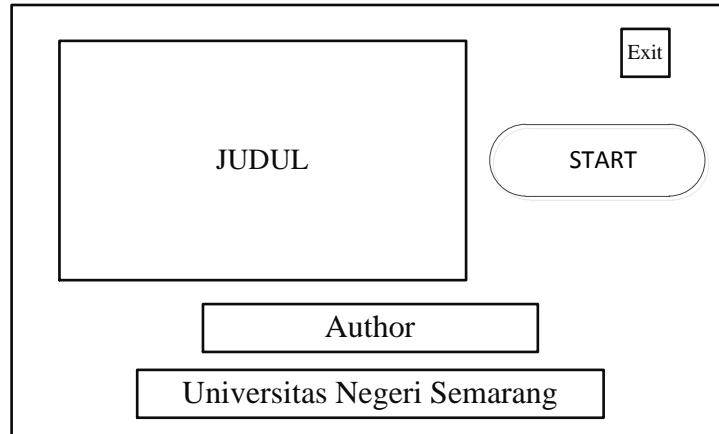 Exit
JUDUL
START
Author
Universitas Negeri Semarang